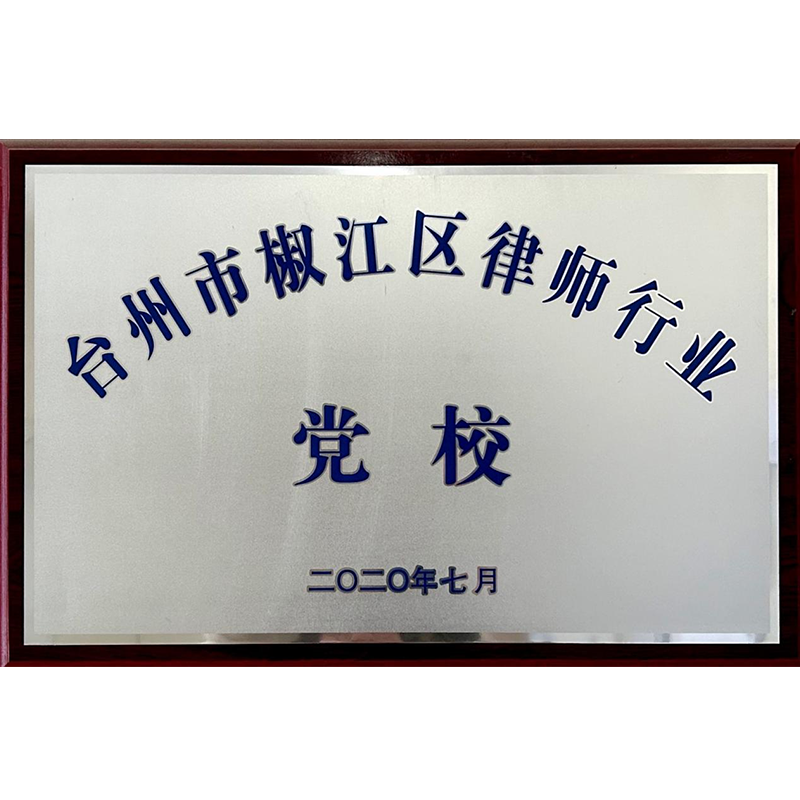 台州市椒江区律师行业
党校
二〇二〇年七月